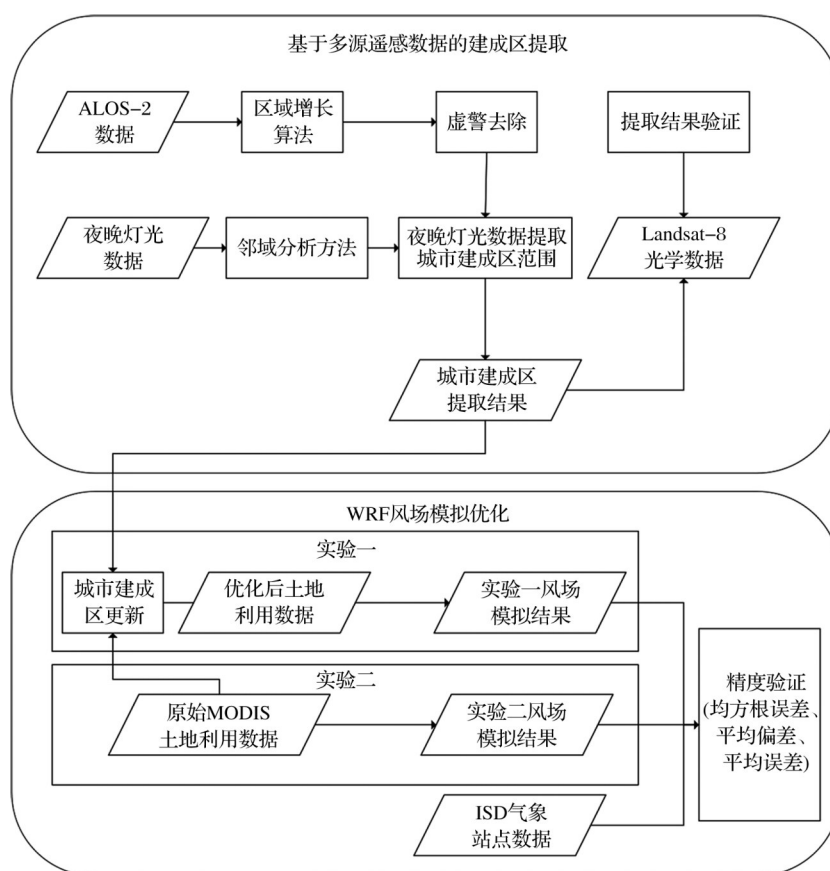 基于多源遥感数据的建成区提取
ALOS-2
数据
区域增长
算法
虚警去除
提取结果验证
夜晚灯光
数据
邻域分析方法
夜晚灯光数据提取
城市建成区范围
Landsat-8
光学数据
城市建成区
提取结果
WRF风场模拟优化
实验一
城市建成
区更新
优化后土地
利用数据
实验一风场
模拟结果
实验二
原始MODIS
土地利用数据
实验二风场
模拟结果
精度验证
(均方根误差、
平均偏差、
平均误差)
ISD气象
站点数据